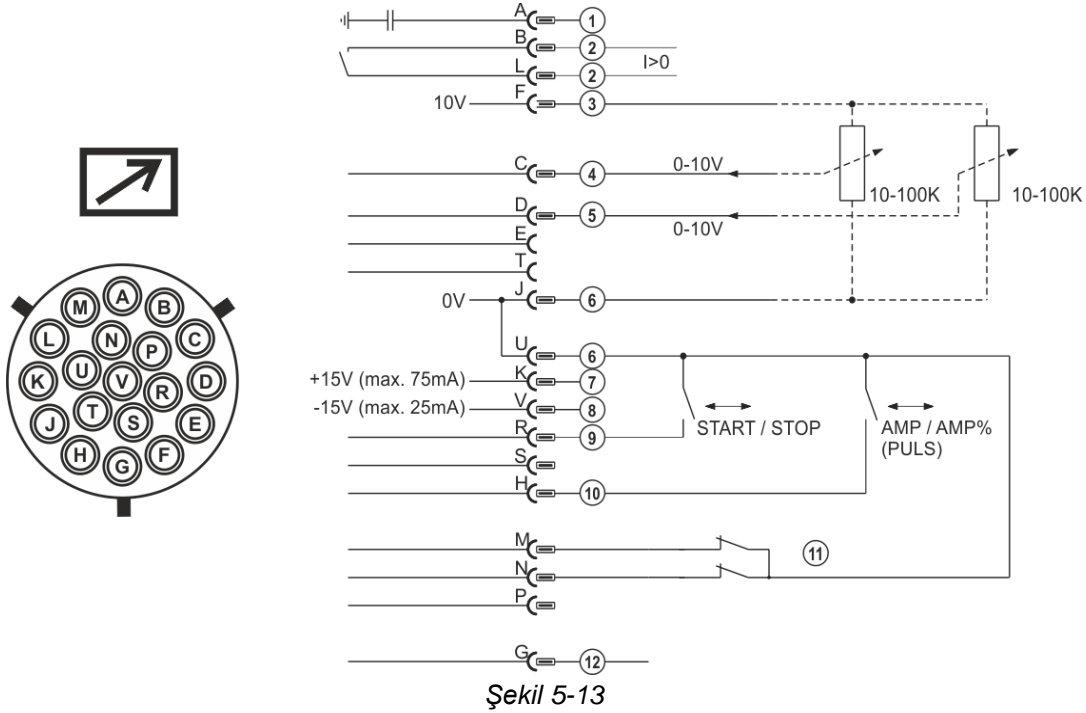 A
1
B
2
I>0
L
2
10V
F
3
C
4
0-10V
10-100K
10-100K
D
5
0-10V
E
T
0V
J
6
U
6
+15V (max. 75mA)
K
7
-15V (max. 25mA)
V
8
R
9
START / STOP
AMP / AMP%
(PULS)
S
H
10
M
11
N
P
G
12
A
M
B
L
N
C
P
U
K
V
D
R
T
J
S
E
H
F
G
Şekil 5-13